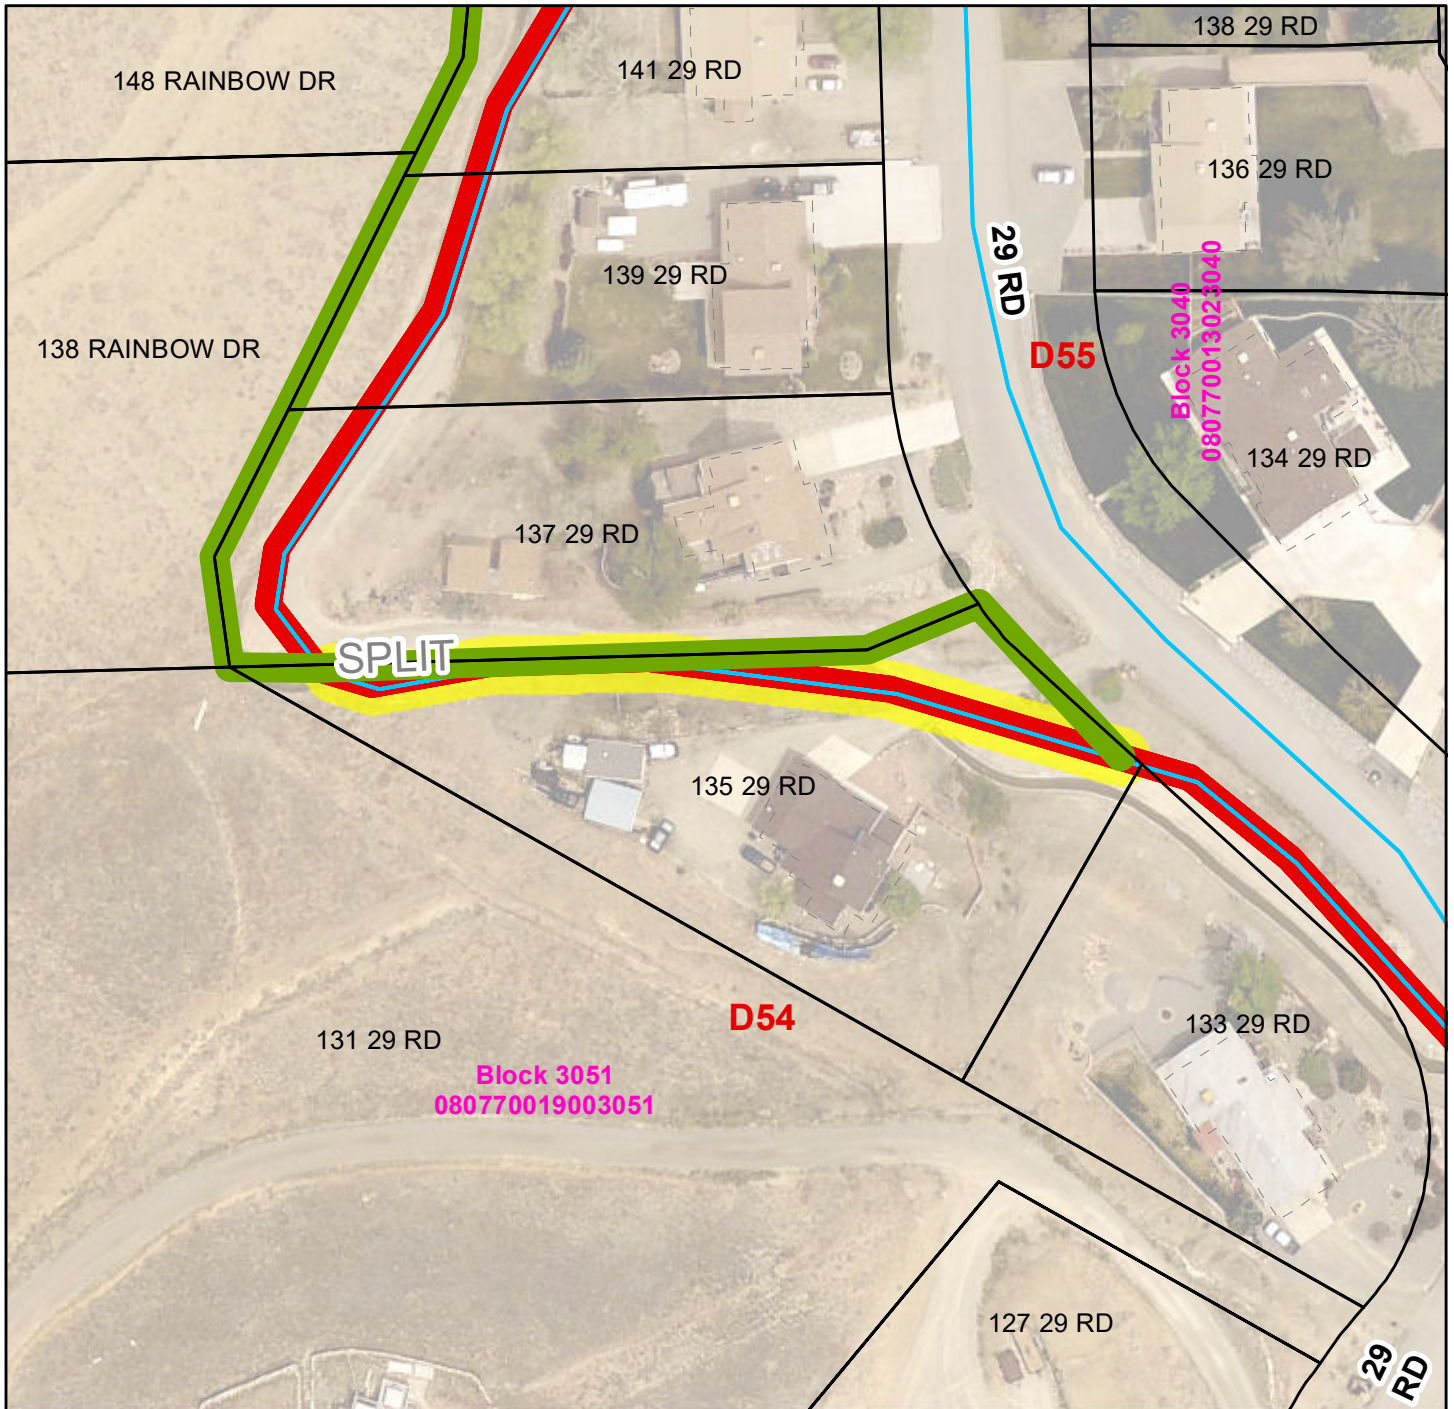 138 29 RD
141 29 RD
148 RAINBOW DR
136 29 RD
29 RD
139 29 RD
Block 3040
080770013023040
138 RAINBOW DR
D55
134 29 RD
137 29 RD
SPLIT
135 29 RD
D54
133 29 RD
131 29 RD
Block 3051
080770019003051
127 29 RD
29
RD